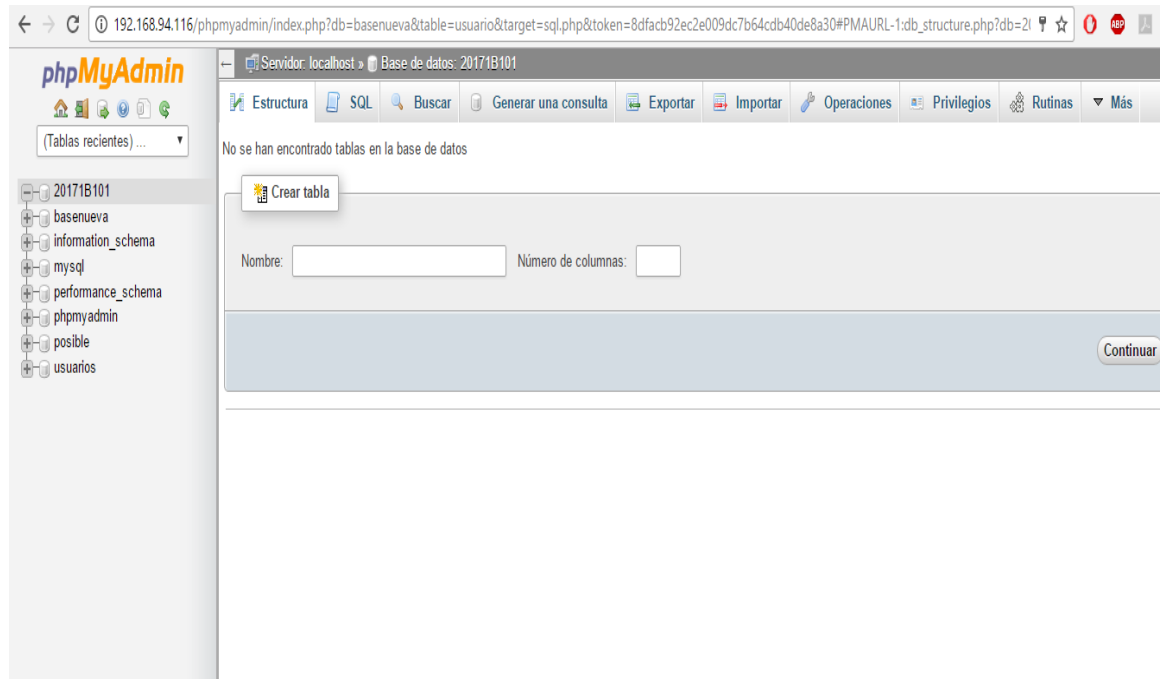 192.168.94.116/phpmyadmin/index.php?db=basenueva&table=usuario&target=sql.php&token=8dfacb92ec2e009dc7b64cdb40de8a30#PMAURL-1:db_structure.php?db=2(
ABP
phpMyAdmin
(Tablas recientes) ...
20171B101
basenueva
information_schema
mysql
performance_schema
phpmyadmin
posible
usuarios
Servidor: localhost » Base de datos: 20171B101
Estructura SQL Buscar Generar una consulta Exportar Importar Operaciones Privilegios Rutinas Más
No se han encontrado tablas en la base de datos
Crear tabla
Nombre: Número de columnas:
Continuar